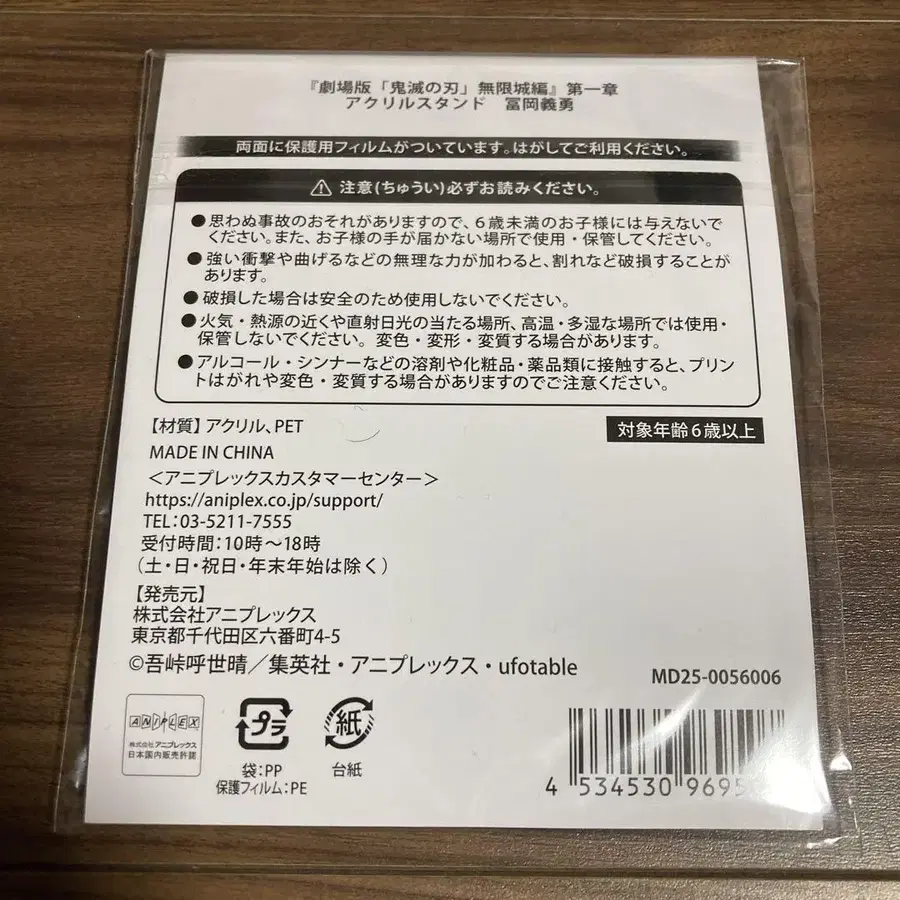 『劇場版「鬼滅の刃」無限城編』第一章
アクリルスタンド 冨岡義勇
両面に保護用フィルムがついています。はがしてご利用ください。
注意(ちゅうい)必ずお読みください。
●思わぬ事故のおそれがありますので、6歳未満のお子様には与えないで
ください。また、お子様の手が届かない場所で使用・保管してください。
●強い衝撃や曲げるなどの無理な力が加わると、割れなど破損することが
あります。
●破損した場合は安全のため使用しないでください。
●火気・熱源の近くや直射日光の当たる場所、高温・多湿な場所では使用・
保管しないでください。変色・変形・変質する場合があります。
●アルコール・シンナーなどの溶剤や化粧品・薬品類に接触すると、プリン
トはがれや変色・変質する場合がありますのでご注意ください。
【材質】アクリル、PET
対象年齢6歳以上
MADE IN CHINA
<アニプレックスカスタマーセンター>
https://aniplex.co.jp/support/
TEL:03-5211-7555
受付時間:10時~18時
(土・日・祝日・年末年始は除く)
【発売元】
株式会社アニプレックス
東京都千代田区六番町4-5
©吾峠呼世晴/集英社・アニプレックス・ufotable
MD25-0056006
ANIPLEX
株式会社アニプレックス
日本国内販売許諾
プラ
袋:PP
保護フィルム:PE
紙
台紙
4 534530 969